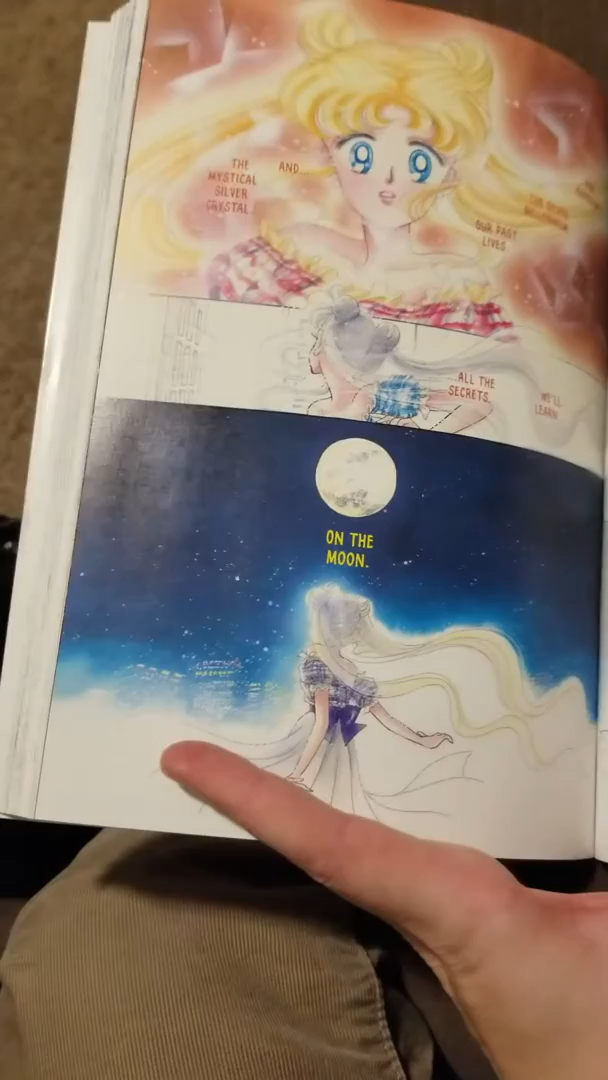 THE
MYSTICAL
SILVER
CRYSTAL...
AND...
OUR PAST
LIVES.
...ALL THE
SECRETS...
WE'LL
LEARN
ON THE
MOON.